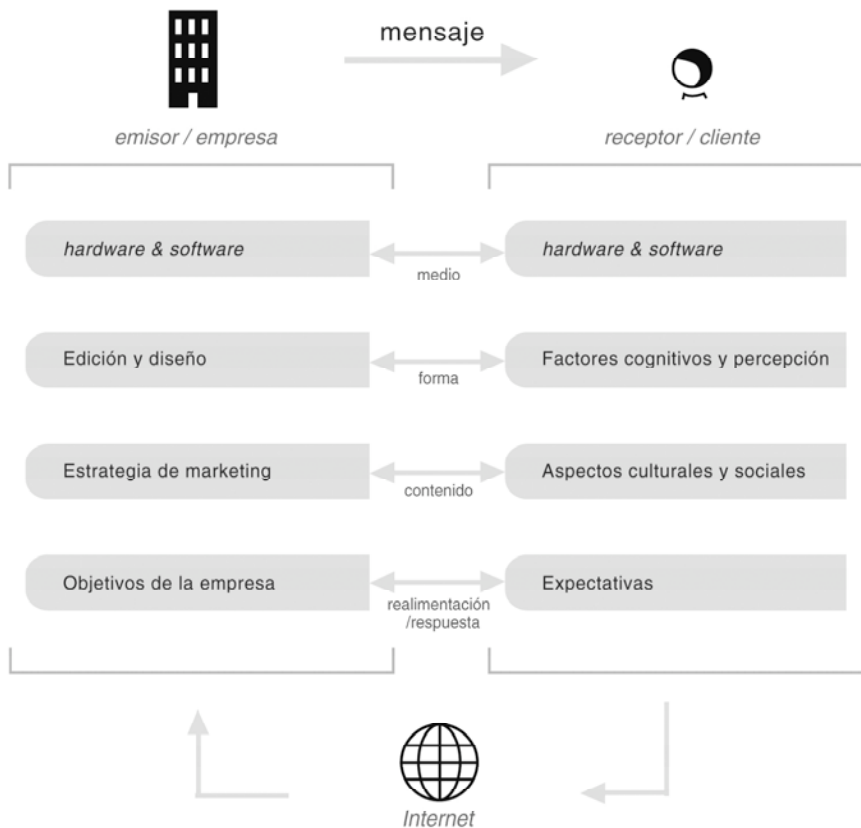 mensaje
emisor / empresa
receptor / cliente
hardware & software
medio
hardware & software
Edición y diseño
forma
Factores cognitivos y percepción
Estrategia de marketing
contenido
Aspectos culturales y sociales
Objetivos de la empresa
realimentación
/respuesta
Expectativas
Internet